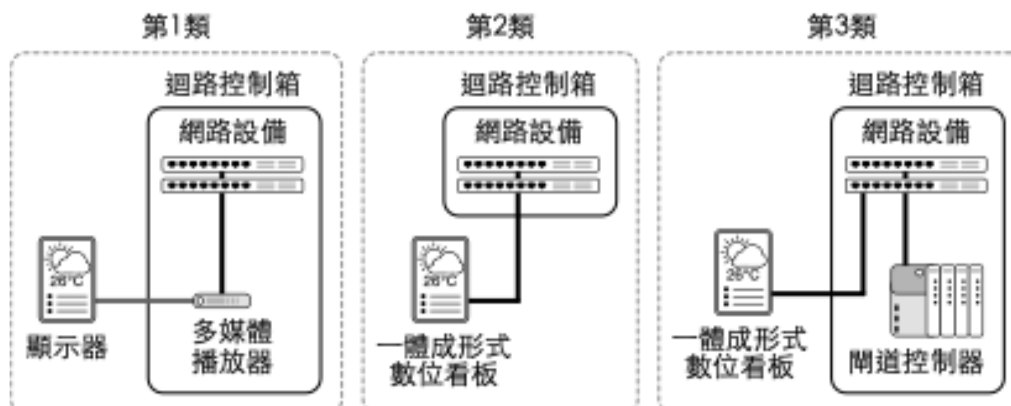 第1類
迴路控制箱
網路設備
26°C
顯示器
多媒體
播放器
第2類
迴路控制箱
網路設備
26°C
一體成形式
數位看板
第3類
迴路控制箱
網路設備
26°C
一體成形式
數位看板
閘道控制器